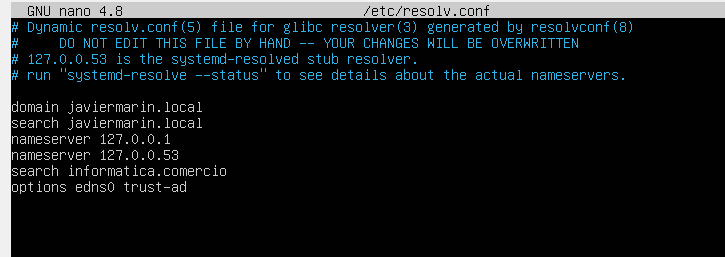 GNU nano 4.8 /etc/resolv.conf
# Dynamic resolv.conf(5) file for glibc resolver(3) generated by resolvconf(8)
#     DO NOT EDIT THIS FILE BY HAND -- YOUR CHANGES WILL BE OVERWRITTEN
# 127.0.0.53 is the systemd-resolved stub resolver.
# run "systemd-resolve --status" to see details about the actual nameservers.
domain javiermarin.local
search javiermarin.local
nameserver 127.0.0.1
nameserver 127.0.0.53
search informatica.comercio
options edns0 trust-ad